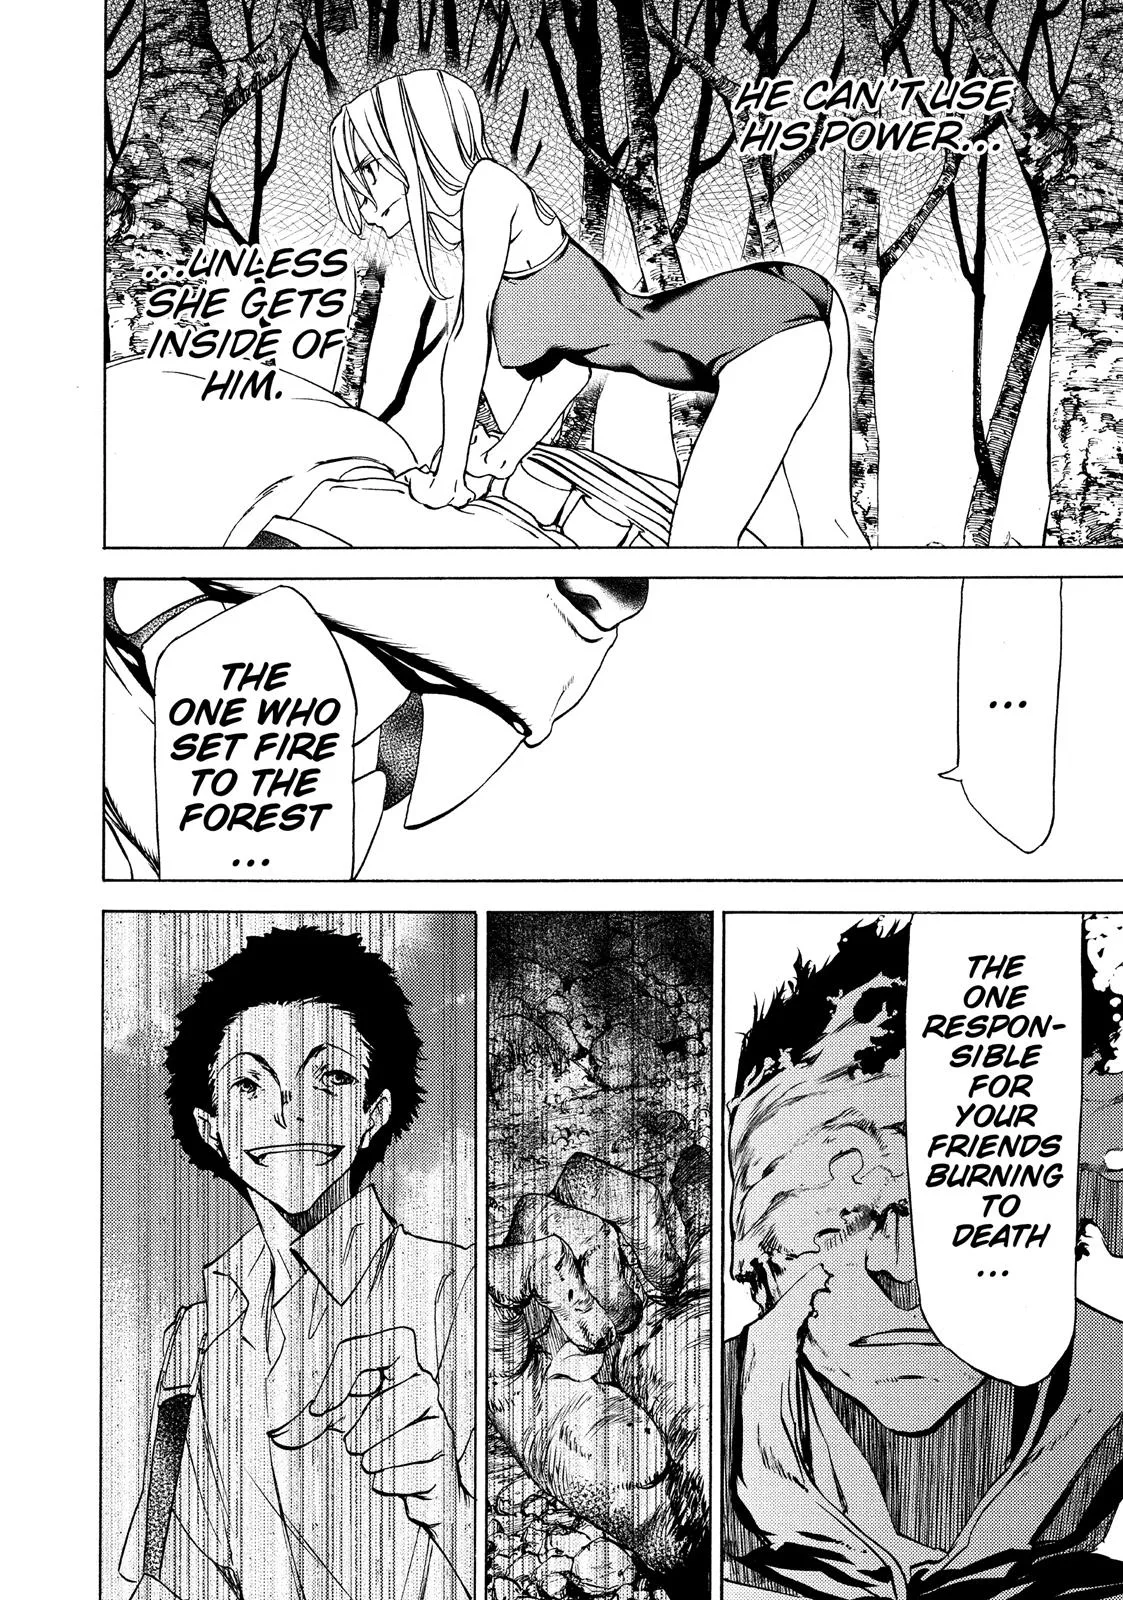 HE CAN'T USE
HIS POWER...
...UNLESS
SHE GETS
INSIDE OF
HIM.
...
THE
ONE WHO
SET FIRE
TO THE
FOREST
...
THE
ONE
RESPON-
SIBLE
FOR
YOUR
FRIENDS
BURNING
TO
DEATH
...